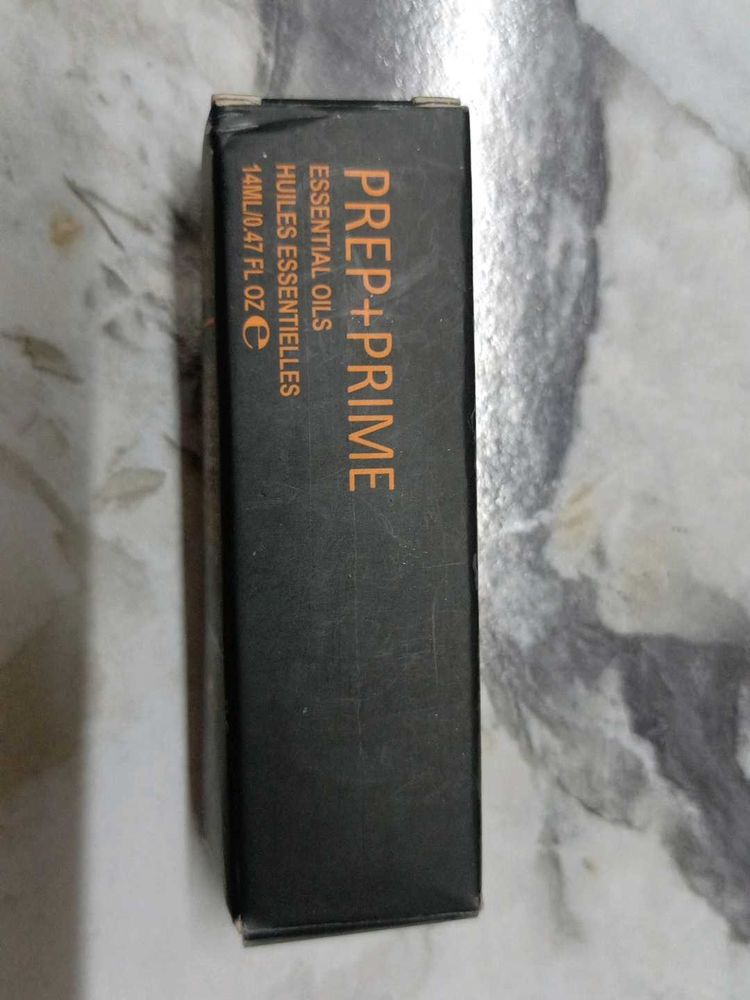 PREP+PRIME
ESSENTIAL OILS
HUILES ESSENTIELLES
14ML/0.47 FL OZ e